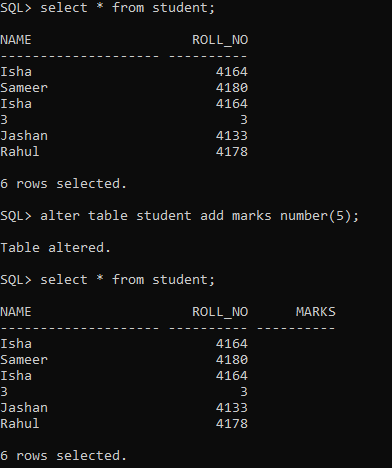 SQL> select * from student;
NAME                    ROLL_NO
-------------------- ----------
Isha                       4164
Sameer                     4180
Isha                       4164
3                             3
Jashan                     4133
Rahul                      4178
6 rows selected.
SQL> alter table student add marks number(5);
Table altered.
SQL> select * from student;
NAME                    ROLL_NO      MARKS
-------------------- ---------- ----------
Isha                       4164
Sameer                     4180
Isha                       4164
3                             3
Jashan                     4133
Rahul                      4178
6 rows selected.